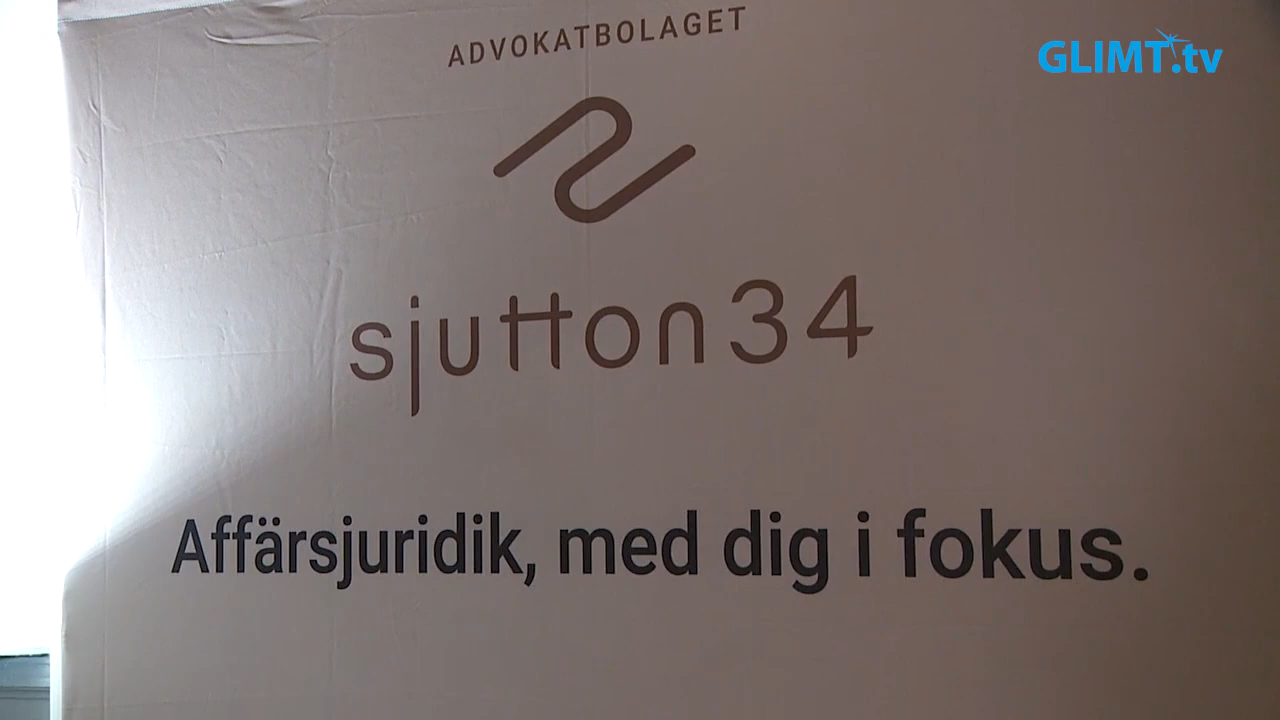 ADVOKATBOLAGET
GLIMT.tv
sjutton34
Affärsjuridik, med dig i fokus.